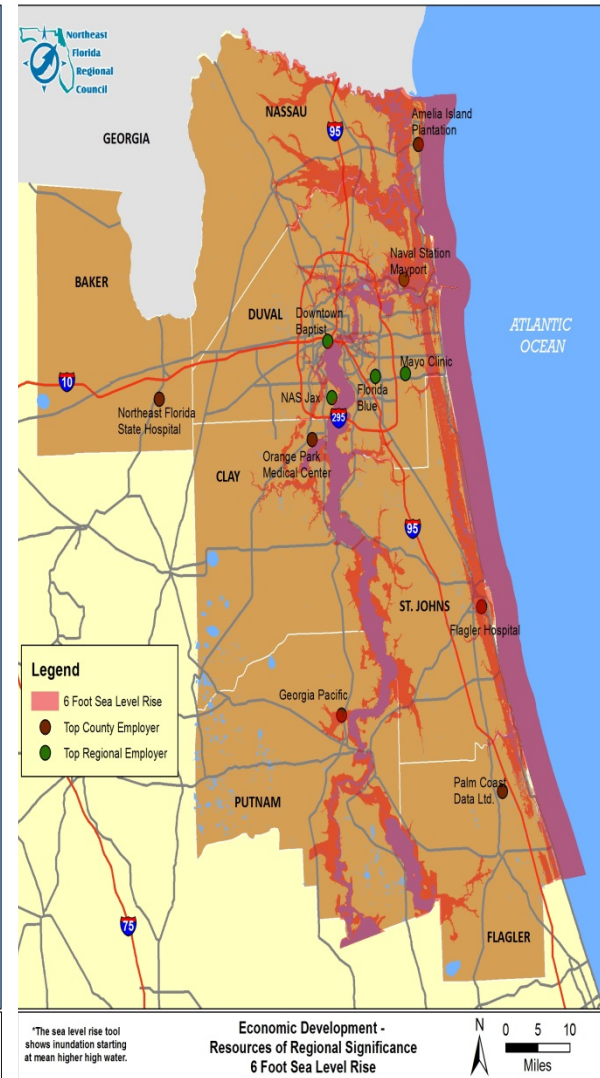 Northeast
Florida
Regional
Council
NASSAU
GEORGIA
95
Amelia Island
Plantation
BAKER
Naval Station
Mayport
DUVAL
Downtown
Baptist
ATLANTIC
OCEAN
10
Mayo Clinic
Florida
Blue
NAS Jax
Northeast Florida
State Hospital
295
Orange Park
Medical Center
CLAY
95
ST. JOHNS
Flagler Hospital
Legend
6 Foot Sea Level Rise
Top County Employer
Top Regional Employer
Georgia Pacific
Palm Coast
Data Ltd.
PUTNAM
75
FLAGLER
*The sea level rise tool
shows inundation starting
at mean higher high water.
Economic Development -
Resources of Regional Significance
6 Foot Sea Level Rise
N
0 5 10
Miles